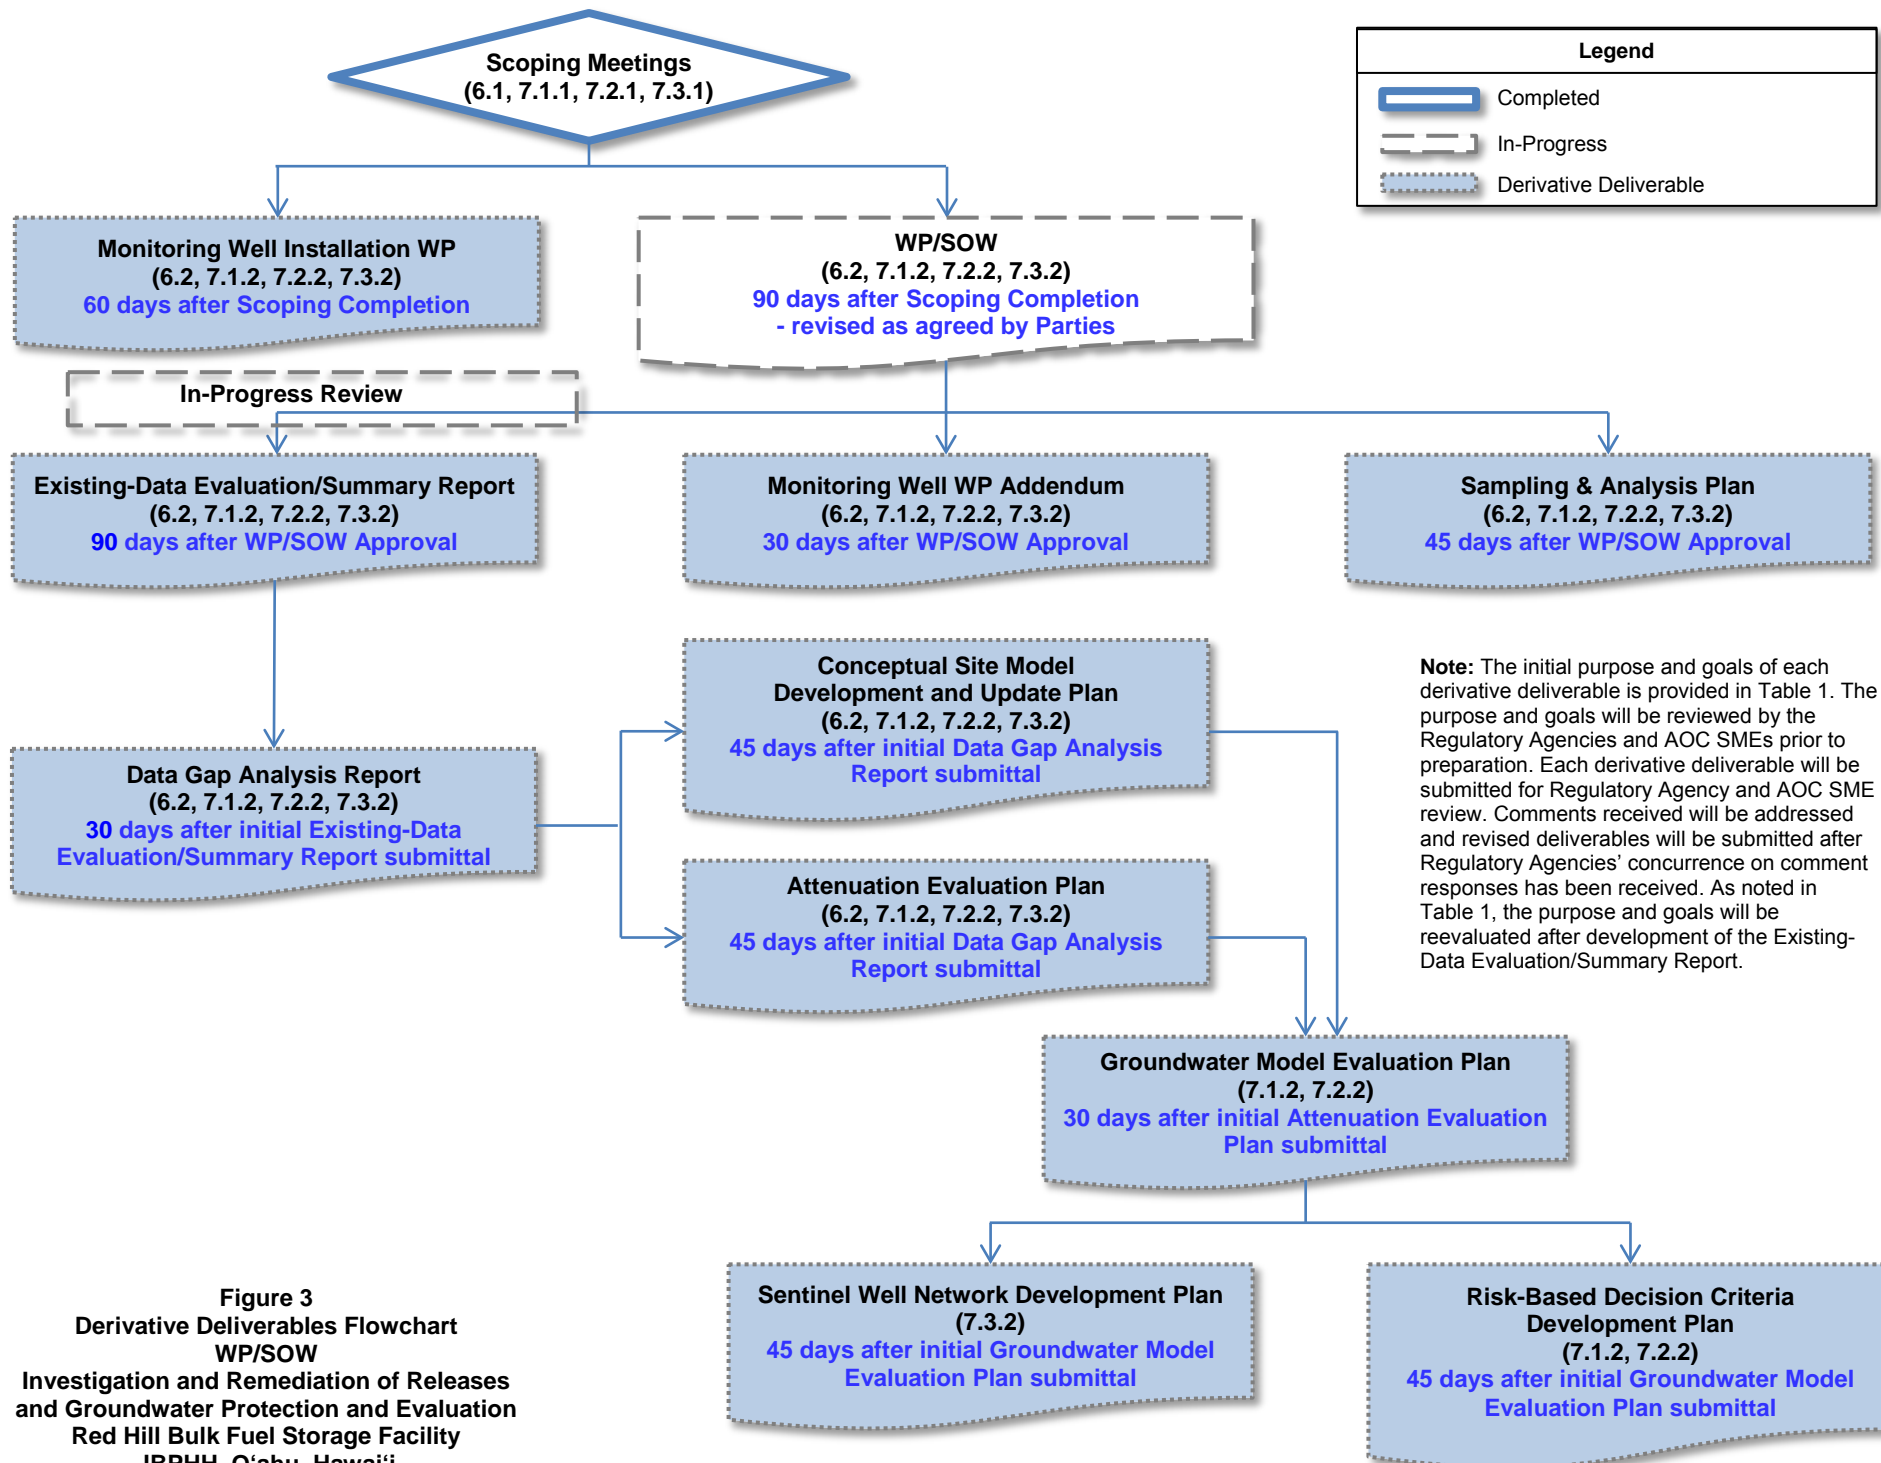 Scoping Meetings
(6.1, 7.1.1, 7.2.1, 7.3.1)
Legend
Completed
In-Progress
Derivative Deliverable
Monitoring Well Installation WP
(6.2, 7.1.2, 7.2.2, 7.3.2)
60 days after Scoping Completion
WP/SOW
(6.2, 7.1.2, 7.2.2, 7.3.2)
90 days after Scoping Completion
- revised as agreed by Parties
In-Progress Review
Existing-Data Evaluation/Summary Report
(6.2, 7.1.2, 7.2.2, 7.3.2)
90 days after WP/SOW Approval
Monitoring Well WP Addendum
(6.2, 7.1.2, 7.2.2, 7.3.2)
30 days after WP/SOW Approval
Sampling & Analysis Plan
(6.2, 7.1.2, 7.2.2, 7.3.2)
45 days after WP/SOW Approval
Conceptual Site Model
Development and Update Plan
(6.2, 7.1.2, 7.2.2, 7.3.2)
45 days after initial Data Gap Analysis
Report submittal
Note: The initial purpose and goals of each
derivative deliverable is provided in Table 1. The
purpose and goals will be reviewed by the
Regulatory Agencies and AOC SMEs prior to
preparation. Each derivative deliverable will be
submitted for Regulatory Agency and AOC SME
review. Comments received will be addressed
and revised deliverables will be submitted after
Regulatory Agencies’ concurrence on comment
responses has been received. As noted in
Table 1, the purpose and goals will be
reevaluated after development of the Existing-
Data Evaluation/Summary Report.
Data Gap Analysis Report
(6.2, 7.1.2, 7.2.2, 7.3.2)
30 days after initial Existing-Data
Evaluation/Summary Report submittal
Attenuation Evaluation Plan
(6.2, 7.1.2, 7.2.2, 7.3.2)
45 days after initial Data Gap Analysis
Report submittal
Groundwater Model Evaluation Plan
(7.1.2, 7.2.2)
30 days after initial Attenuation Evaluation
Plan submittal
Sentinel Well Network Development Plan
(7.3.2)
45 days after initial Groundwater Model
Evaluation Plan submittal
Risk-Based Decision Criteria
Development Plan
(7.1.2, 7.2.2)
45 days after initial Groundwater Model
Evaluation Plan submittal
Figure 3
Derivative Deliverables Flowchart
WP/SOW
Investigation and Remediation of Releases
and Groundwater Protection and Evaluation
Red Hill Bulk Fuel Storage Facility
JBPHH, O‘ahu, Hawai‘i